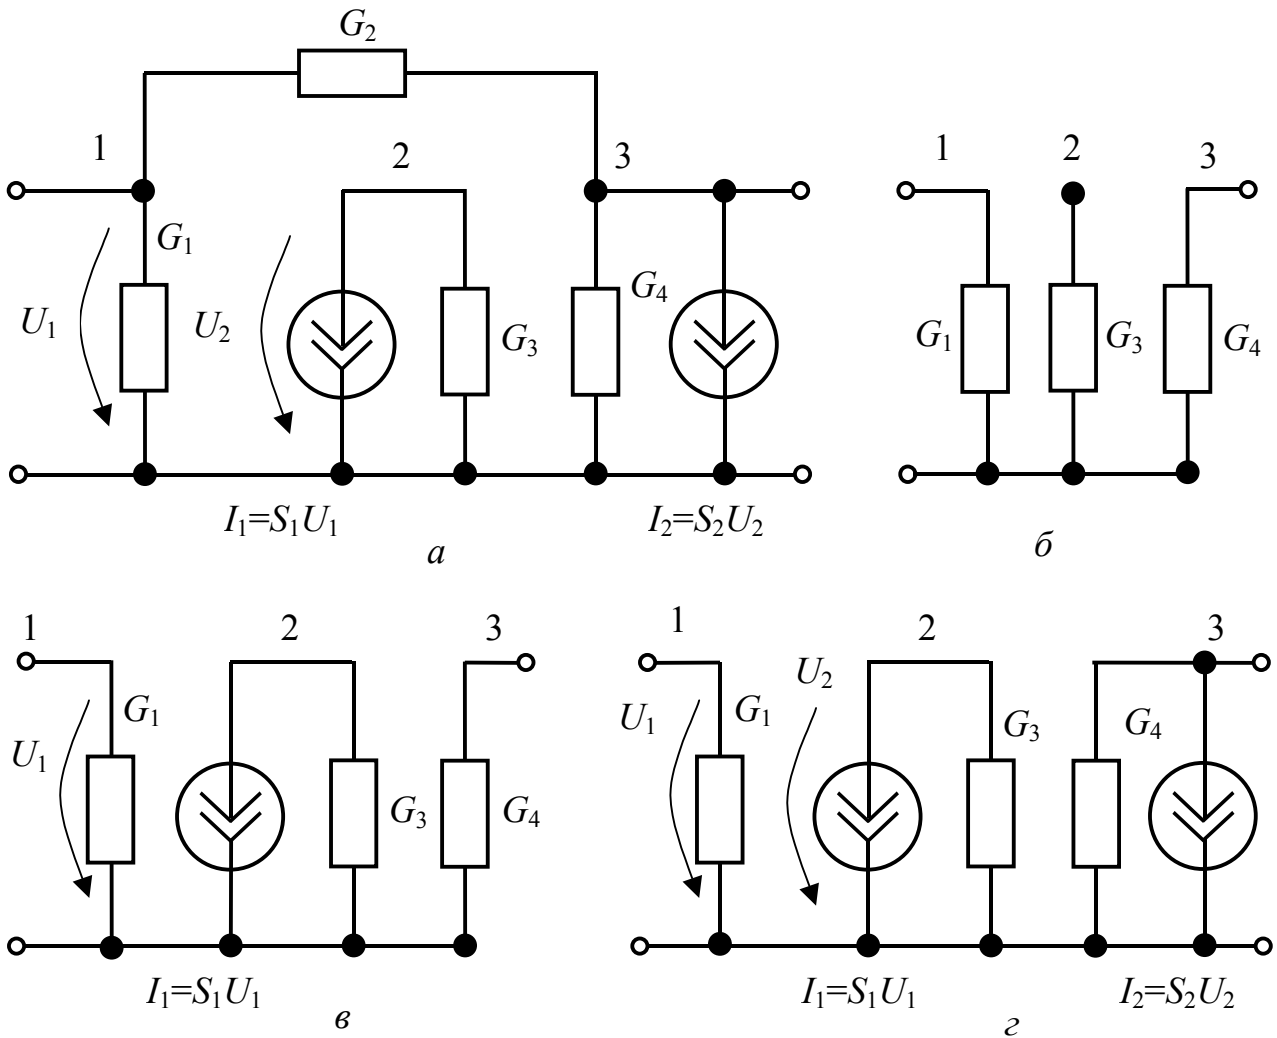 G2
1 2 3 1 2 3
G1
U1 U2 G3 G4 G1 G3 G4
I1=S1U1 I2=S2U2
а б
1 2 3 1 2 3
U1 G1 G3 G4 U1 G1 U2 G3 G4
I1=S1U1 I1=S1U1 I2=S2U2
в г